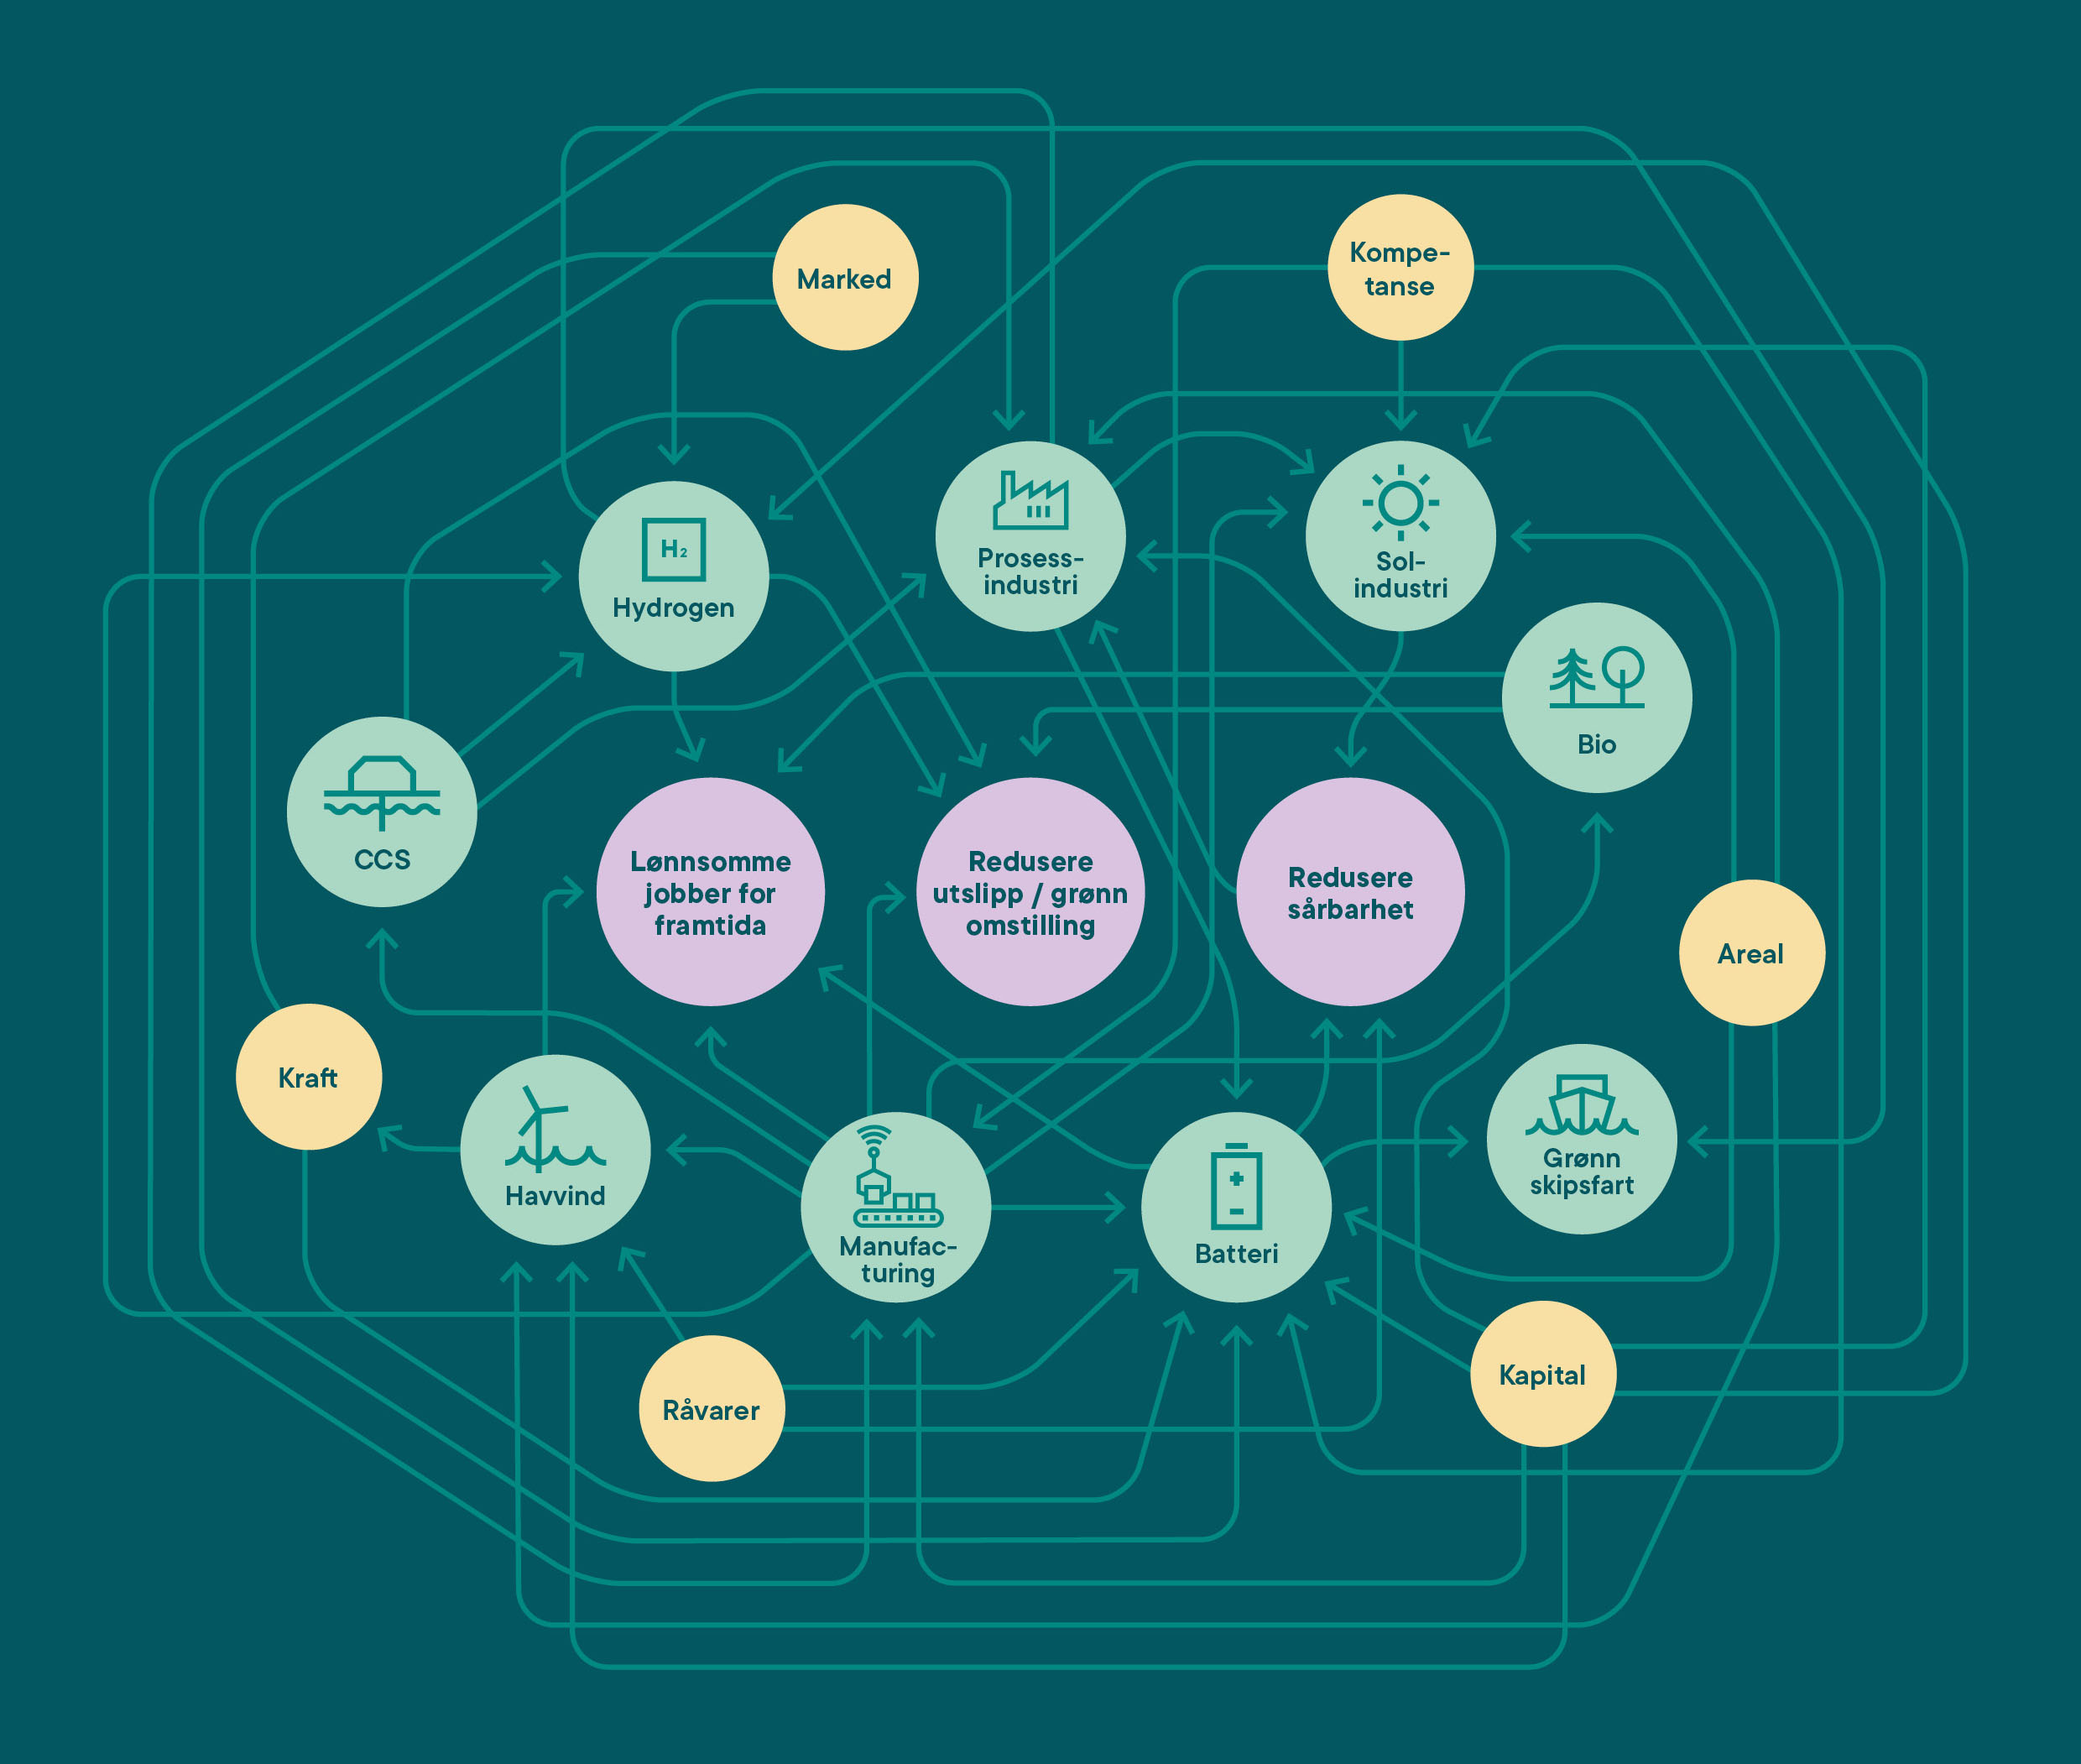 Marked
Kompe-
tanse
H₂
Hydrogen
Prosess-
industri
Sol-
industri
Bio
CCS
Lønnsomme
jobber for
framtida
Redusere
utslipp / grønn
omstilling
Redusere
sårbarhet
Areal
Kraft
Havvind
Manufac-
turing
Batteri
Grønn
skipsfart
Råvarer
Kapital